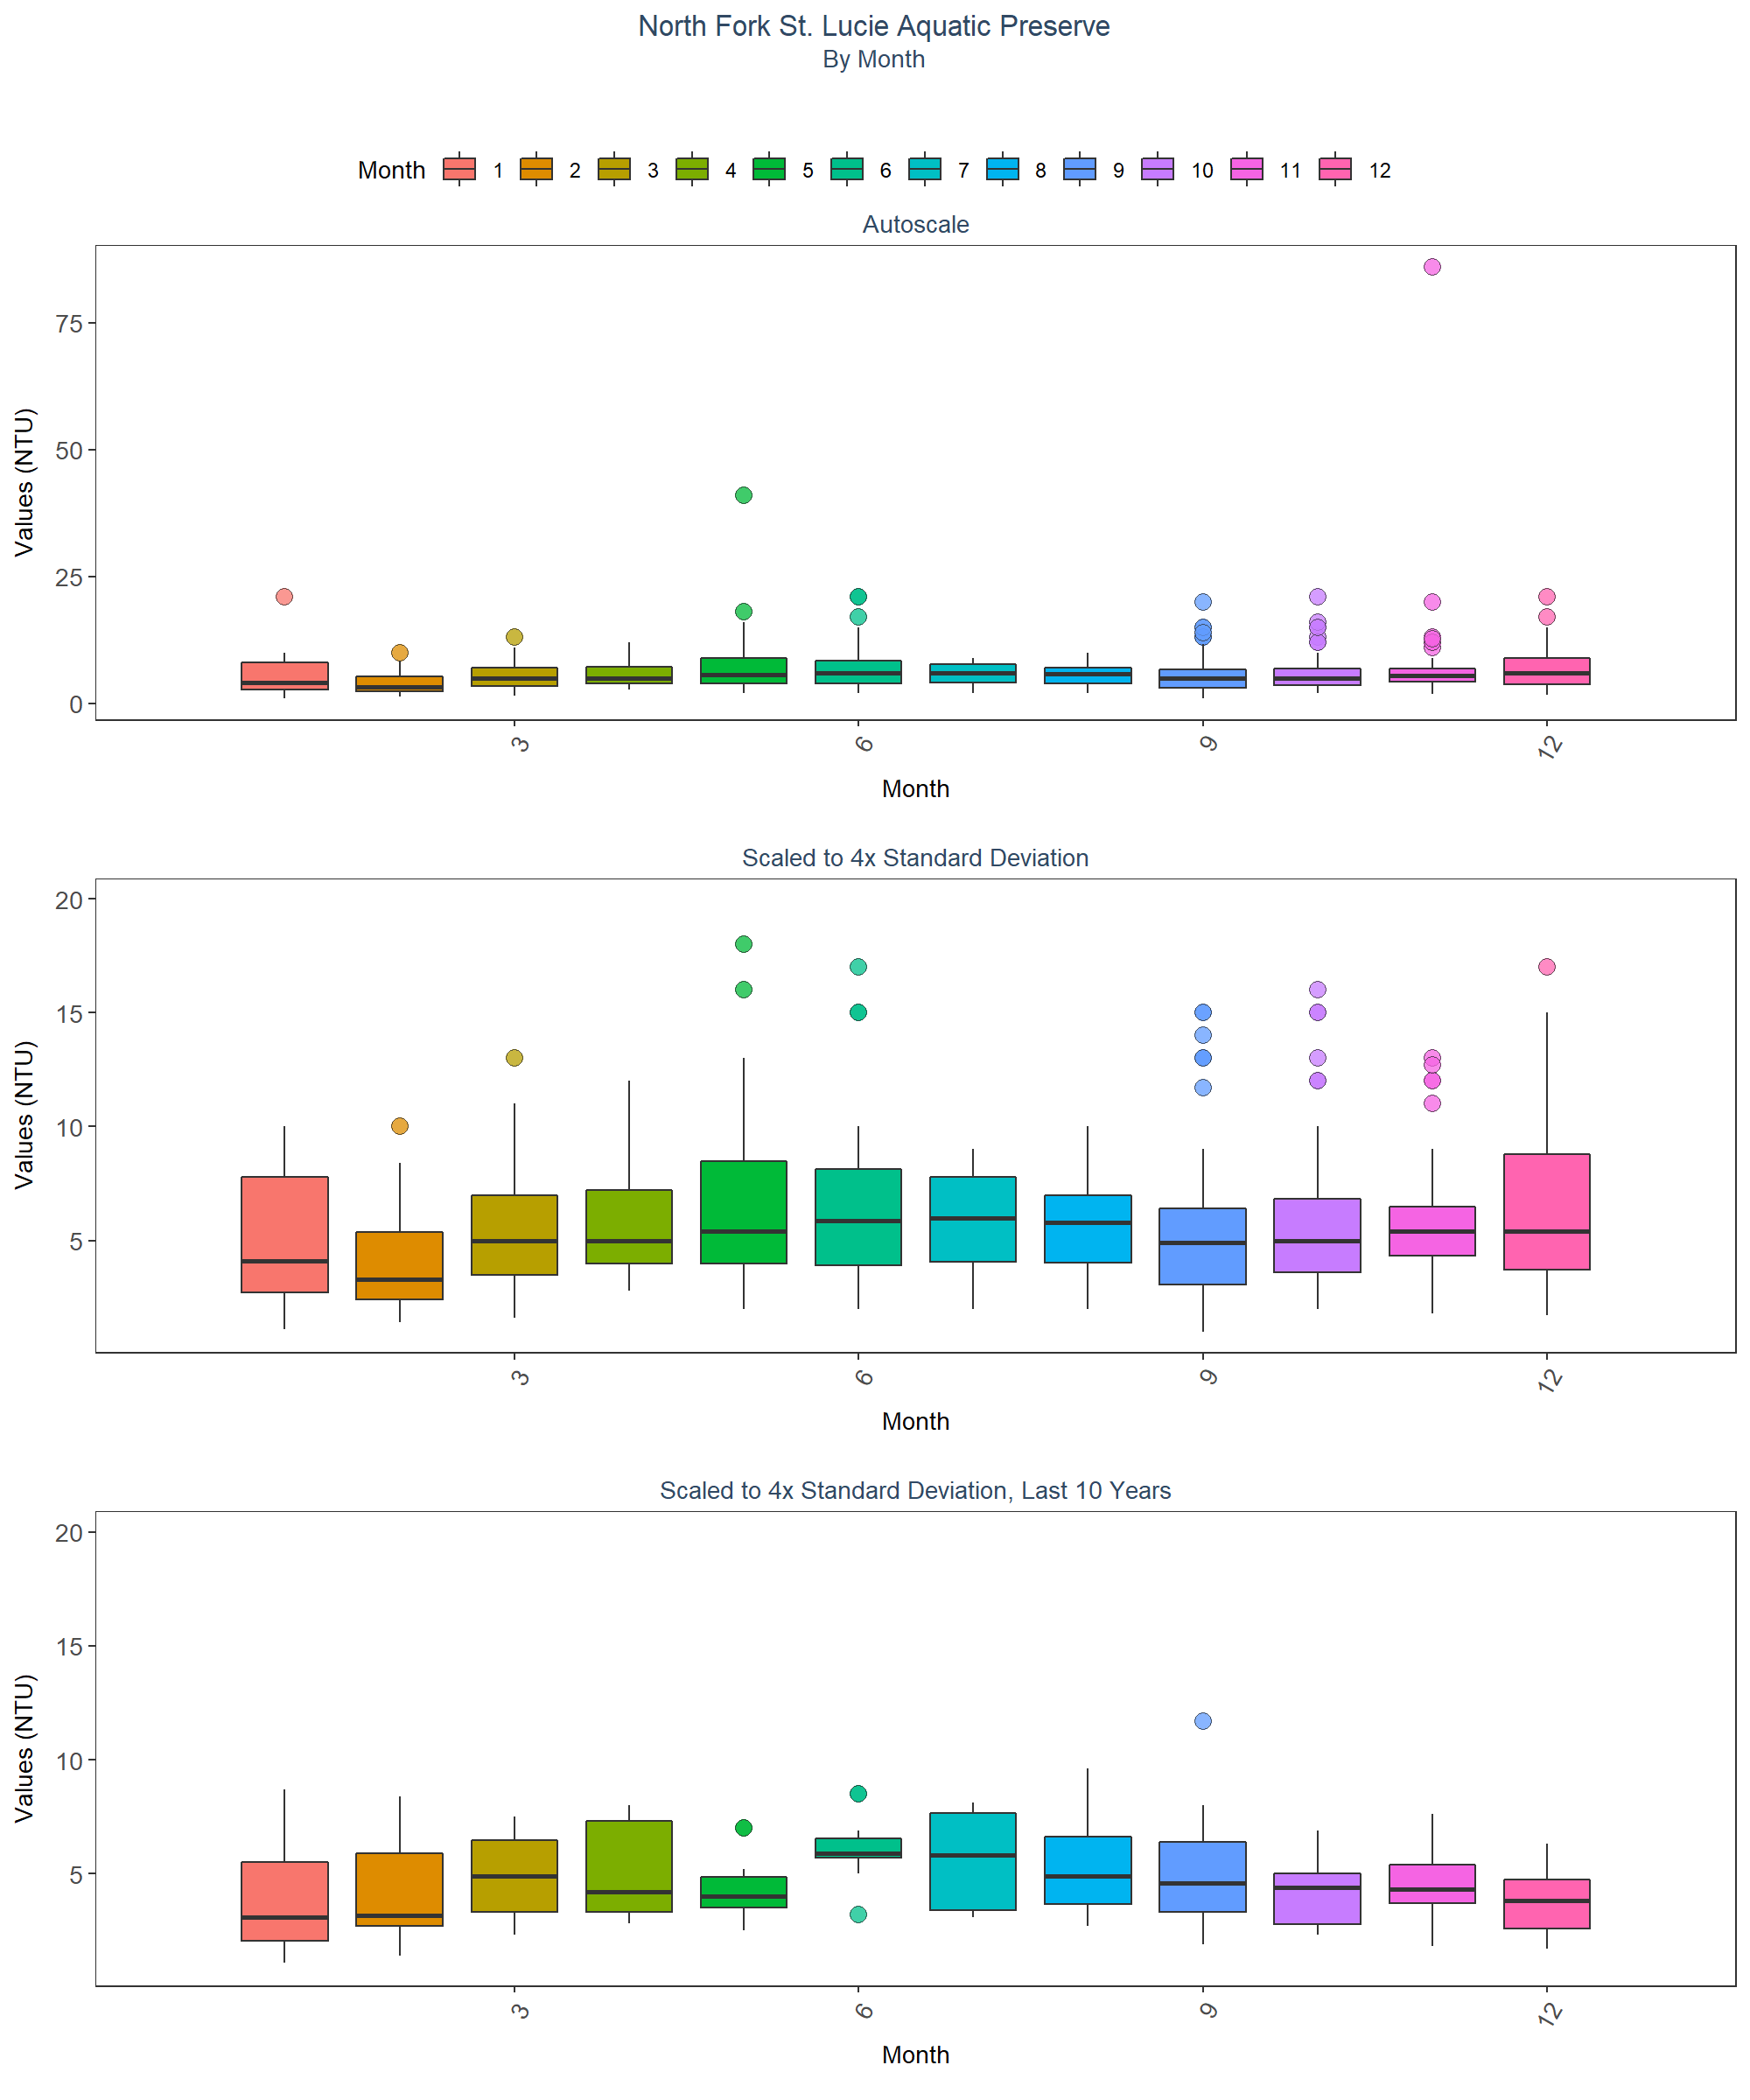 North Fork St. Lucie Aquatic Preserve
By Month
Month 1 2 3 4 5 6 7 8 9 10 11 12
Autoscale
Values (NTU)
75
50
25
0
3 6 9 12
Month
Scaled to 4x Standard Deviation
Values (NTU)
20
15
10
5
3 6 9 12
Month
Scaled to 4x Standard Deviation, Last 10 Years
Values (NTU)
20
15
10
5
3 6 9 12
Month